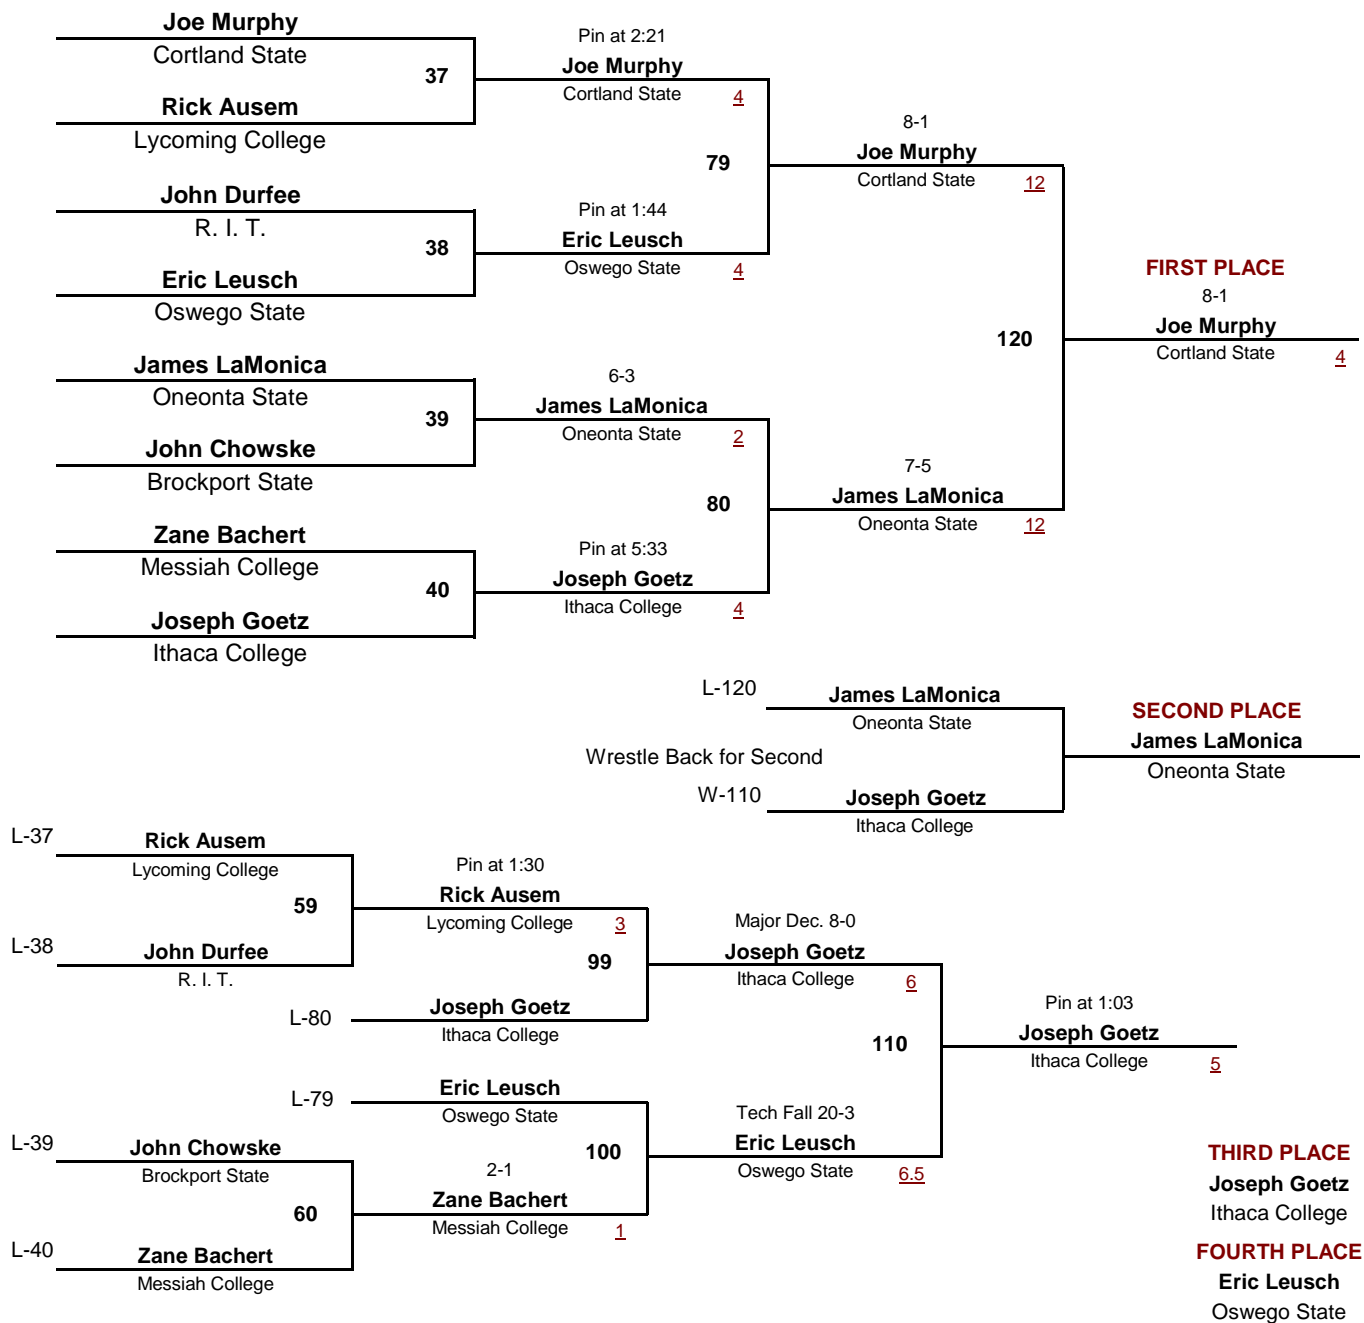 Joe Murphy
Cortland State
37
Rick Ausem
Lycoming College
Pin at 2:21
Joe Murphy
Cortland State 4
79
John Durfee
R. I. T.
38
Eric Leusch
Oswego State
Pin at 1:44
Eric Leusch
Oswego State 4
8-1
Joe Murphy
Cortland State 12
120
FIRST PLACE
8-1
Joe Murphy
Cortland State 4
James LaMonica
Oneonta State
39
John Chowske
Brockport State
6-3
James LaMonica
Oneonta State 2
80
Zane Bachert
Messiah College
40
Joseph Goetz
Ithaca College
Pin at 5:33
Joseph Goetz
Ithaca College 4
7-5
James LaMonica
Oneonta State 12
L-120 James LaMonica
Oneonta State
Wrestle Back for Second
W-110 Joseph Goetz
Ithaca College
SECOND PLACE
James LaMonica
Oneonta State
L-37 Rick Ausem
Lycoming College
59
L-38 John Durfee
R. I. T.
Pin at 1:30
Rick Ausem
Lycoming College 3
99
L-80 Joseph Goetz
Ithaca College
Major Dec. 8-0
Joseph Goetz
Ithaca College 6
110
Pin at 1:03
Joseph Goetz
Ithaca College 5
L-79 Eric Leusch
Oswego State
100
L-39 John Chowske
Brockport State
60
L-40 Zane Bachert
Messiah College
2-1
Zane Bachert
Messiah College 1
Tech Fall 20-3
Eric Leusch
Oswego State 6.5
THIRD PLACE
Joseph Goetz
Ithaca College
FOURTH PLACE
Eric Leusch
Oswego State